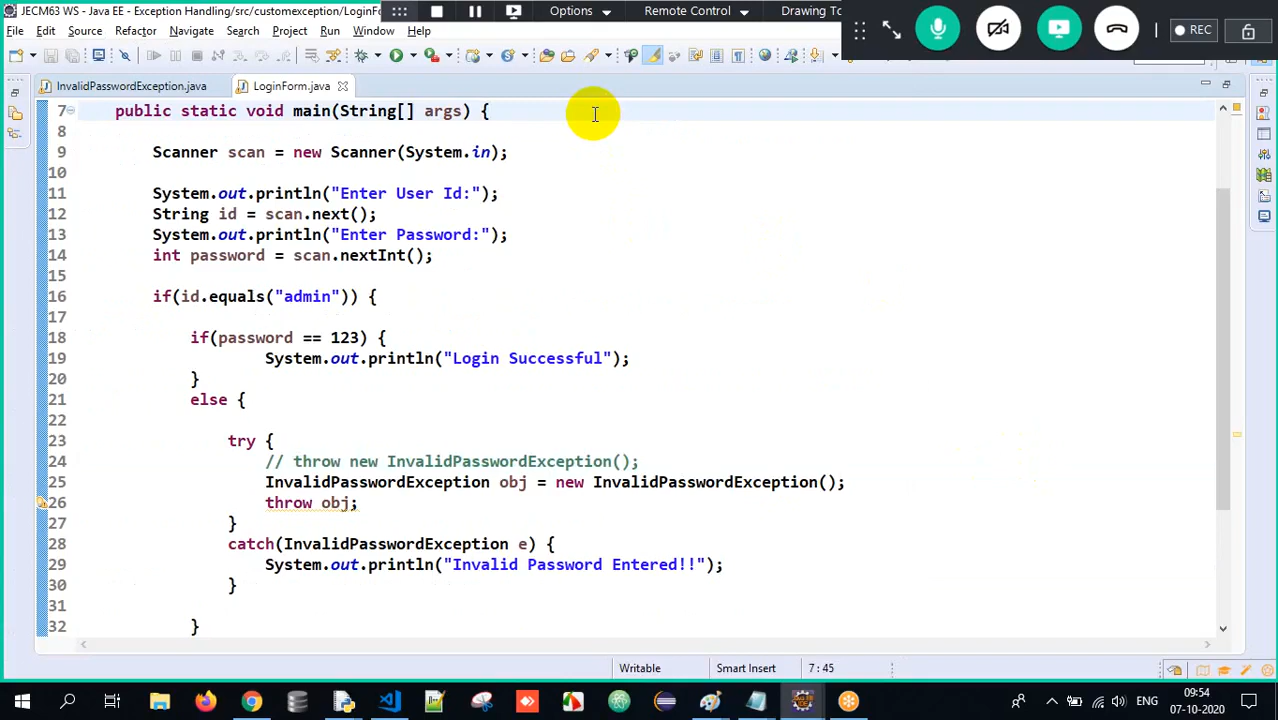 JECM63 WS - Java EE - Exception Handling/src/customexception/LoginF
Options
Remote Control
Drawing To
File Edit Source Refactor Navigate Search Project Run Window Help
REC
InvalidPasswordException.java
LoginForm.java
7 public static void main(String[] args) {
8
9 Scanner scan = new Scanner(System.in);
10
11 System.out.println("Enter User Id:");
12 String id = scan.next();
13 System.out.println("Enter Password:");
14 int password = scan.nextInt();
15
16 if(id.equals("admin")) {
17
18 if(password == 123) {
19 System.out.println("Login Successful");
20 }
21 else {
22
23 try {
24 // throw new InvalidPasswordException();
25 InvalidPasswordException obj = new InvalidPasswordException();
26 throw obj;
27 }
28 catch(InvalidPasswordException e) {
29 System.out.println("Invalid Password Entered!!");
30 }
31
32 }
Writable Smart Insert 7 : 45
ENG
09:54
07-10-2020